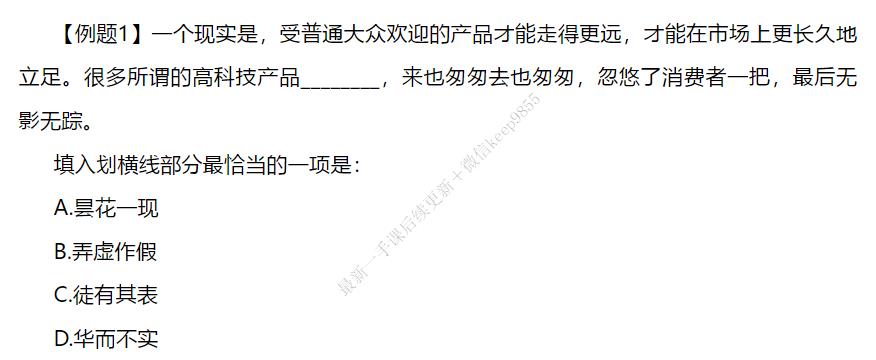 【例题1】一个现实是，受普通大众欢迎的产品才能走得更远，才能在市场上更长久地
立足。很多所谓的高科技产品________，来也匆匆去也匆匆，忽悠了消费者一把，最后无
影无踪。
填入划横线部分最恰当的一项是：
A.昙花一现
B.弄虚作假
C.徒有其表
D.华而不实
最新一手课后续更新＋微信keep9855